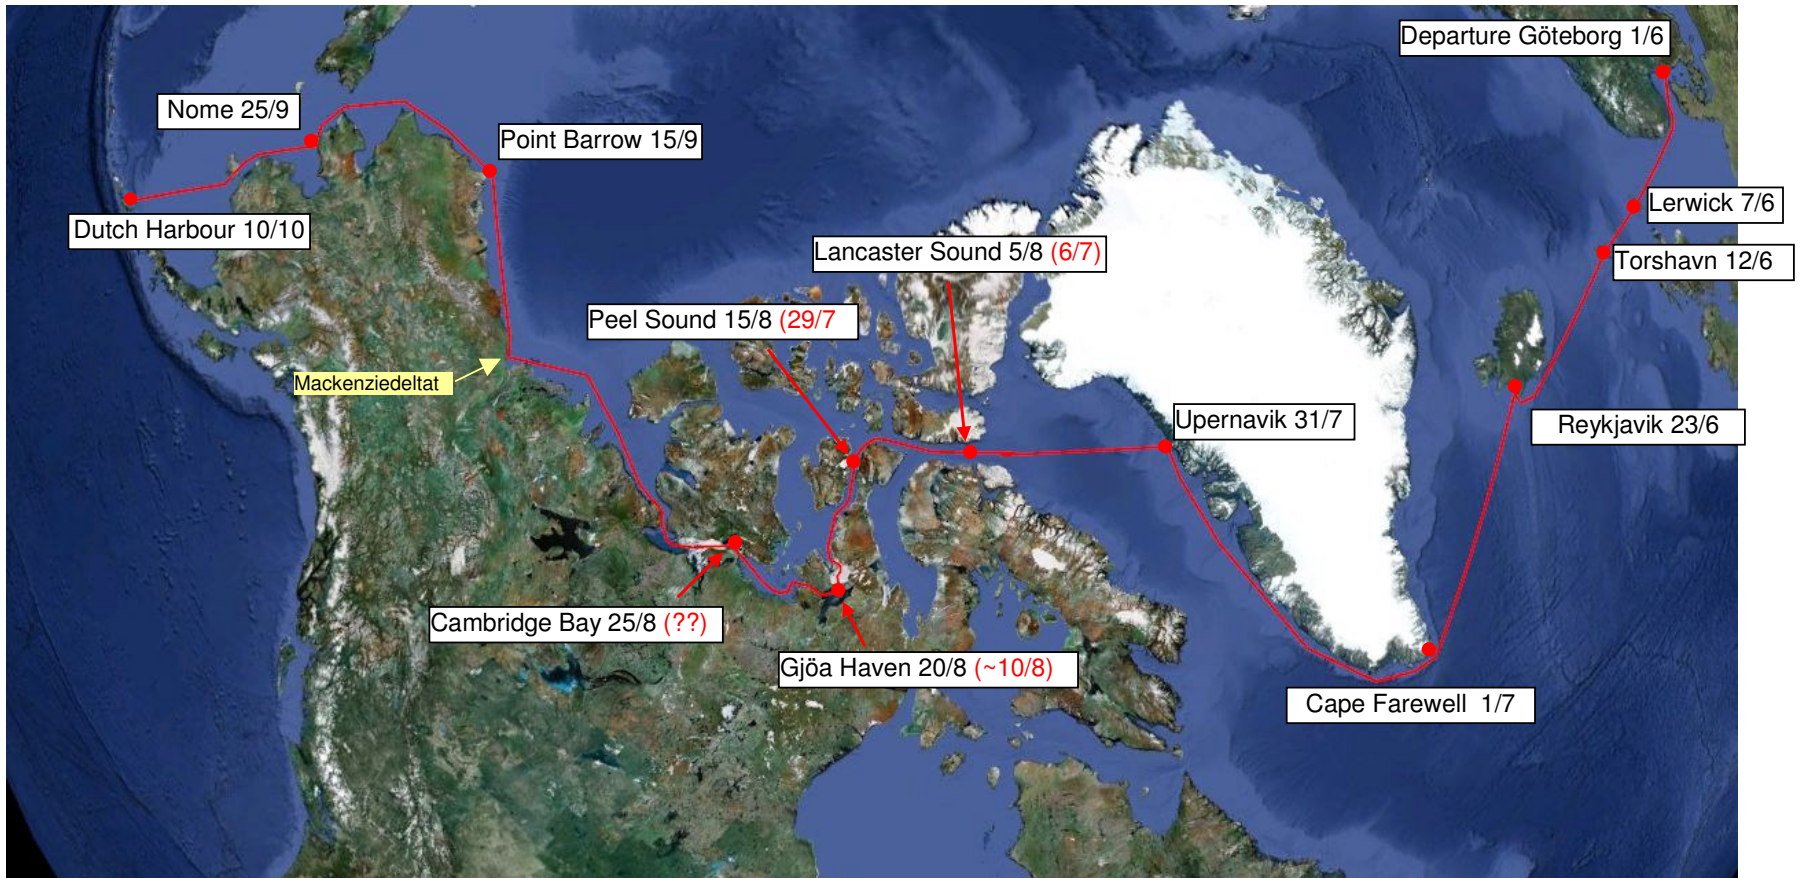 Departure Göteborg 1/6
Nome 25/9
Point Barrow 15/9
Lerwick 7/6
Dutch Harbour 10/10
Lancaster Sound 5/8 (6/7)
Torshavn 12/6
Peel Sound 15/8 (29/7
Mackenziedeltat
Upernavik 31/7
Reykjavik 23/6
Cambridge Bay 25/8 (??)
Gjöa Haven 20/8 (~10/8)
Cape Farewell 1/7